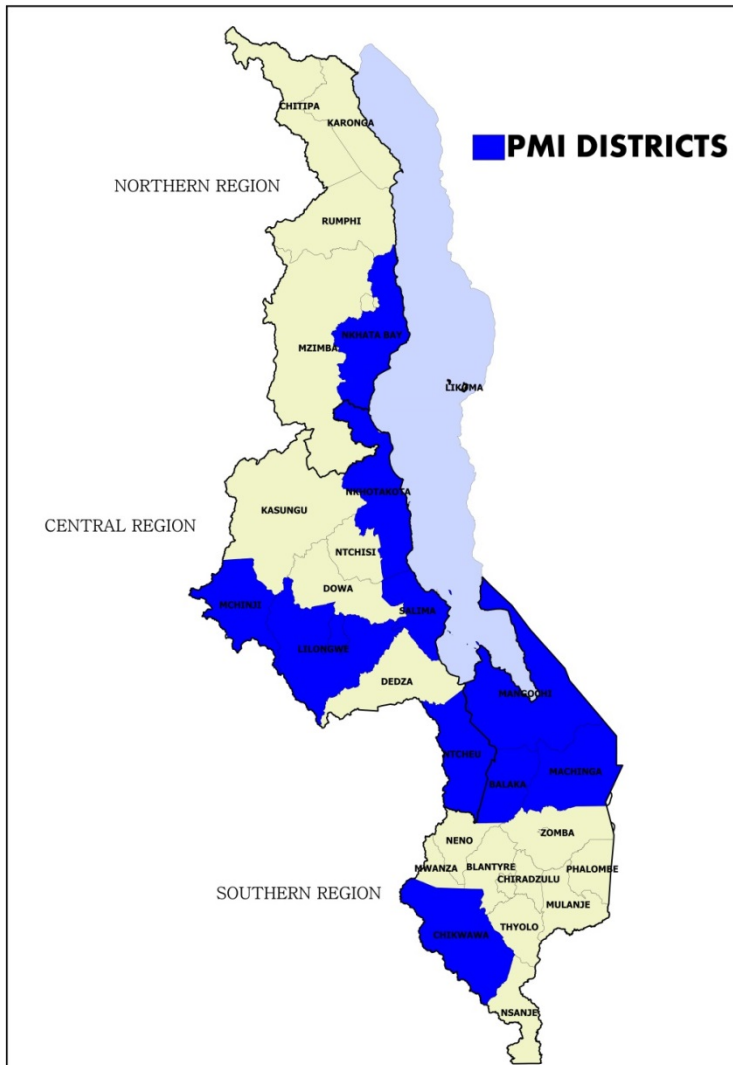 CHITIPA
KARONGA
PMI DISTRICTS
NORTHERN REGION
RUMPHI
NKHATA BAY
MZIMBA
LIKOMA
NKHOTAKOTA
KASUNGU
CENTRAL REGION
NTCHISI
DOWA
MCHINJI
SALIMA
LILONGWE
DEDZA
MANGOCHI
NTCHEU
MACHINGA
BALAKA
ZOMBA
NENO
MWANZA
BLANTYRE
PHALOMBE
CHIRADZULU
SOUTHERN REGION
MULANJE
THYOLO
CHIKWAWA
NSANJE